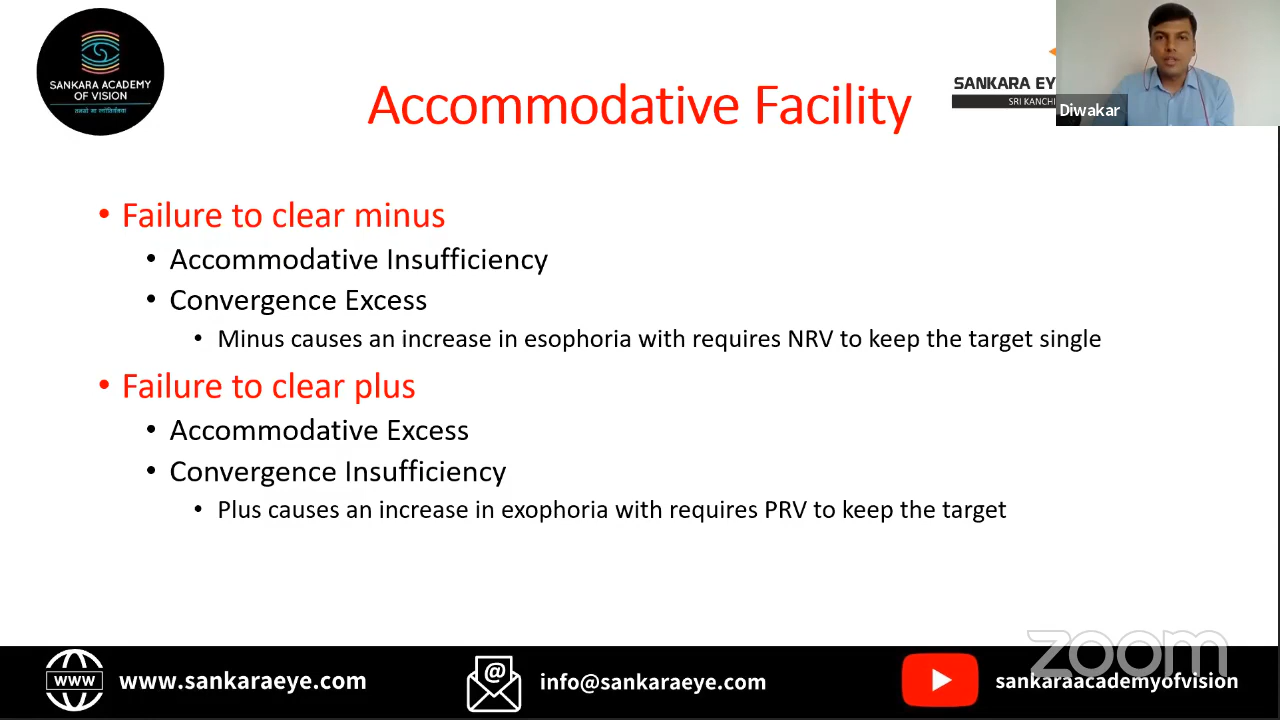 SANKARA ACADEMY
OF VISION
Accommodative Facility
SANKARA EY
SRI KANCHI
Diwakar
• Failure to clear minus
• Accommodative Insufficiency
• Convergence Excess
• Minus causes an increase in esophoria with requires NRV to keep the target single
• Failure to clear plus
• Accommodative Excess
• Convergence Insufficiency
• Plus causes an increase in exophoria with requires PRV to keep the target
zoom
www
www.sankaraeye.com
@
info@sankaraeye.com
sankaraacademyofvision